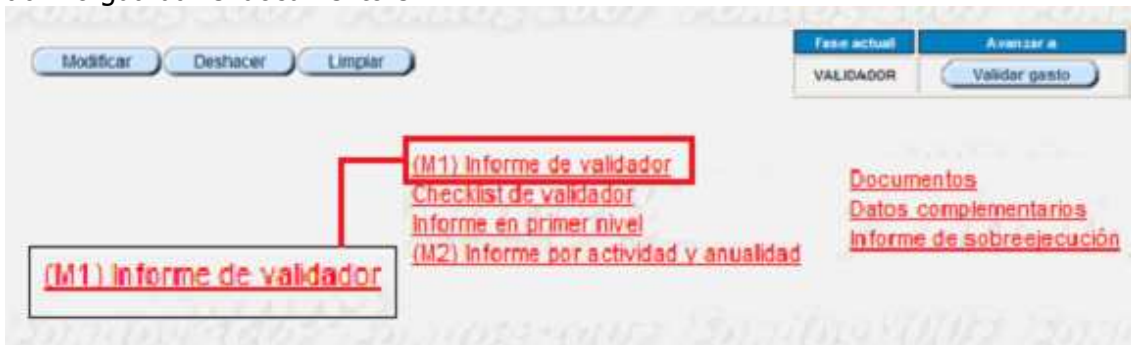 Modificar Deshacer Limpiar
Fase actual Avanzar a
VALIDADOR Validar gasto
(M1) Informe de validador
Checklist de validador
Informe en primer nivel
(M2) Informe por actividad y anualidad
Documentos
Datos complementarios
Informe de sobreejecución
(M1) Informe de validador